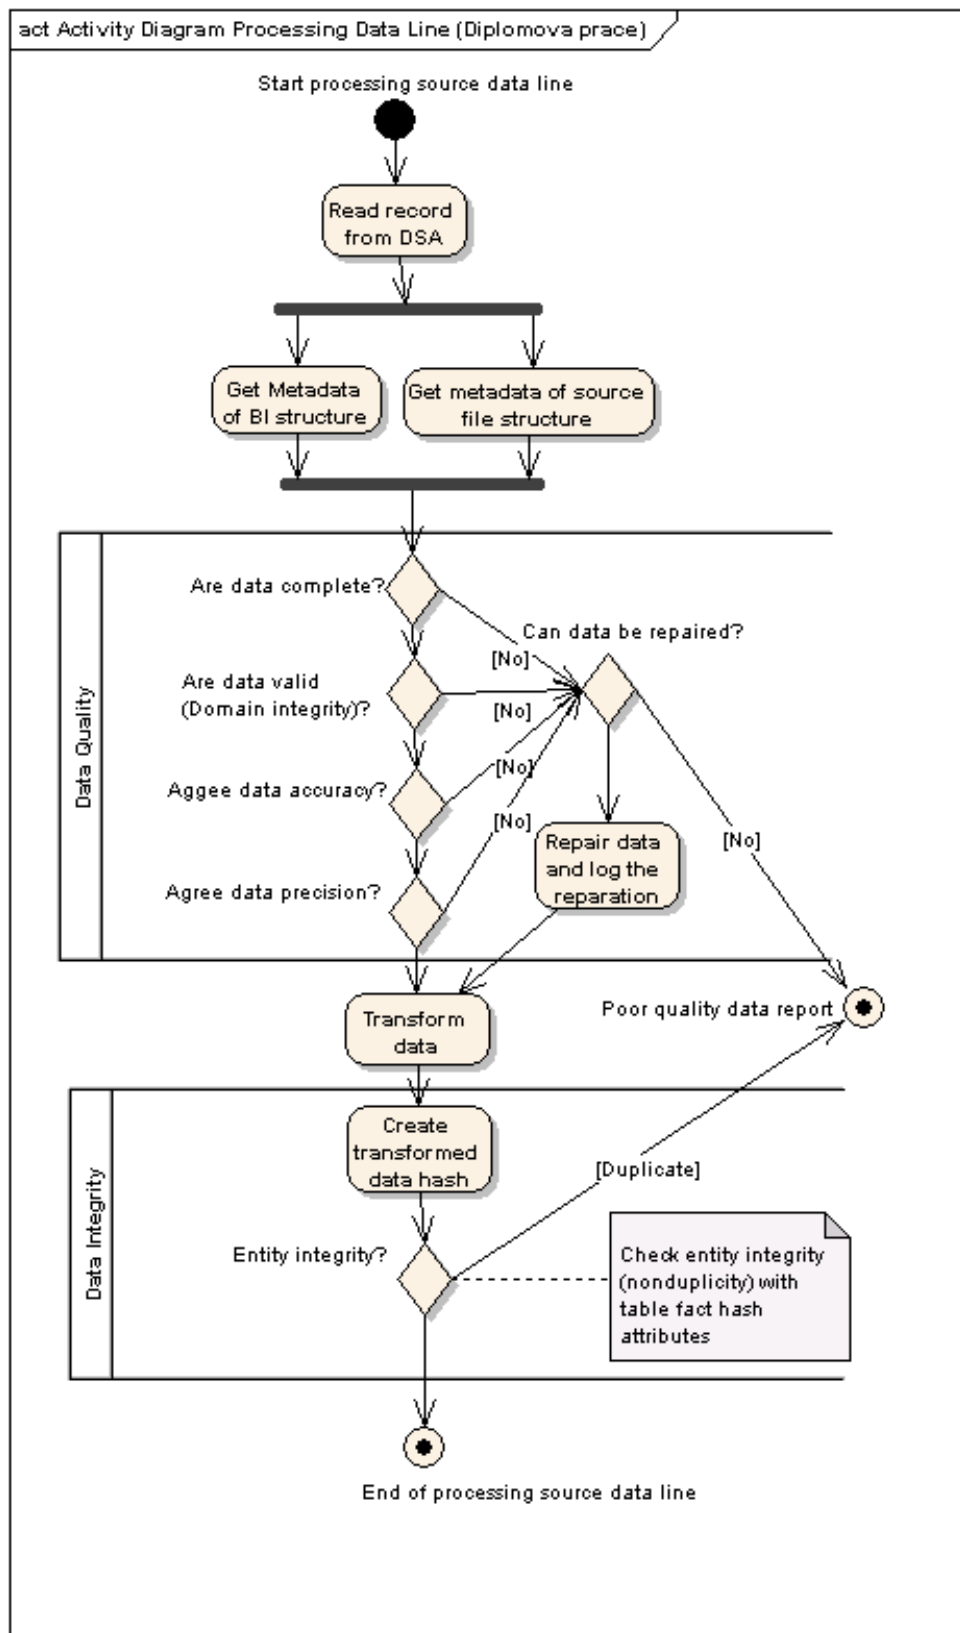 act Activity Diagram Processing Data Line (Diplomova prace)
Start processing source data line
Read record
from DSA
Get Metadata
of BI structure
Get metadata of source
file structure
Data Quality
Are data complete?
Can data be repaired?
[No]
Are data valid
(Domain integrity)?
[No]
[No]
Aggee data accuracy?
[No]
[No]
Repair data
and log the
reparation
Agree data precision?
Transform
data
Poor quality data report
Data Integrity
Create
transformed
data hash
[Duplicate]
Entity integrity?
Check entity integrity
(nonduplicity) with
table fact hash
attributes
End of processing source data line